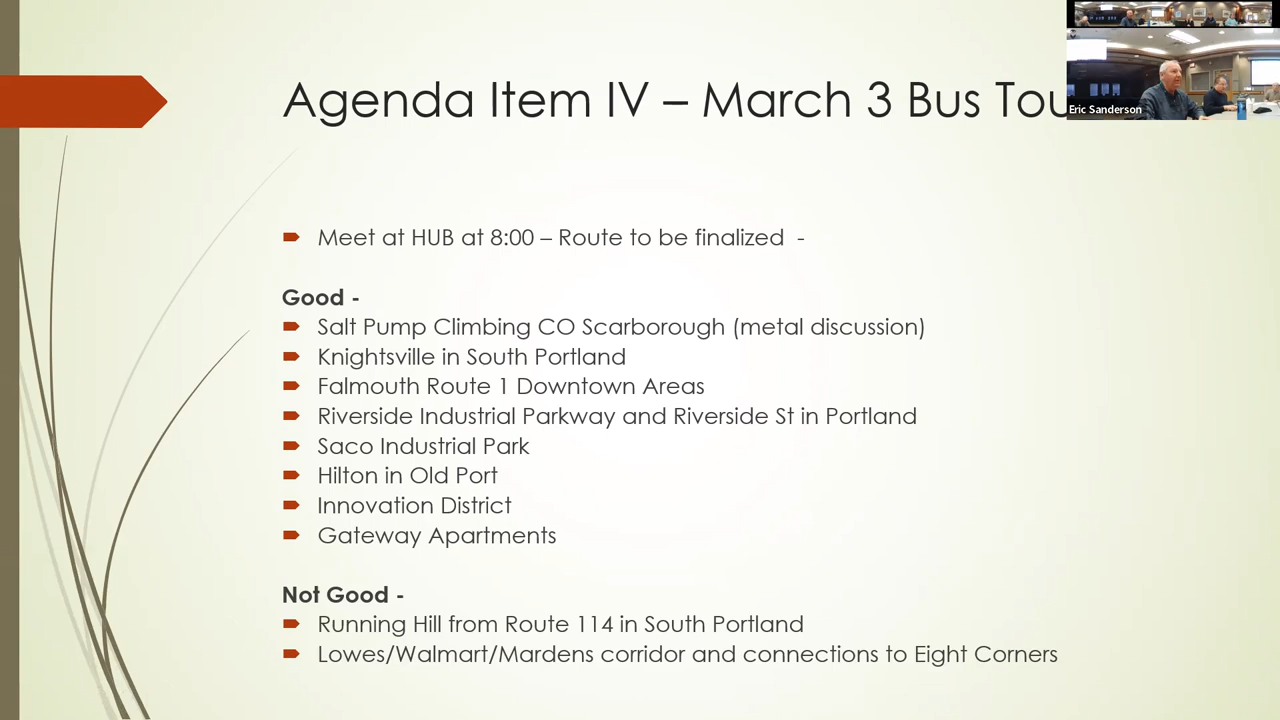 Agenda Item IV – March 3 Bus Tou
Eric Sanderson
Meet at HUB at 8:00 – Route to be finalized -
Good -
Salt Pump Climbing CO Scarborough (metal discussion)
Knightsville in South Portland
Falmouth Route 1 Downtown Areas
Riverside Industrial Parkway and Riverside St in Portland
Saco Industrial Park
Hilton in Old Port
Innovation District
Gateway Apartments
Not Good -
Running Hill from Route 114 in South Portland
Lowes/Walmart/Mardens corridor and connections to Eight Corners